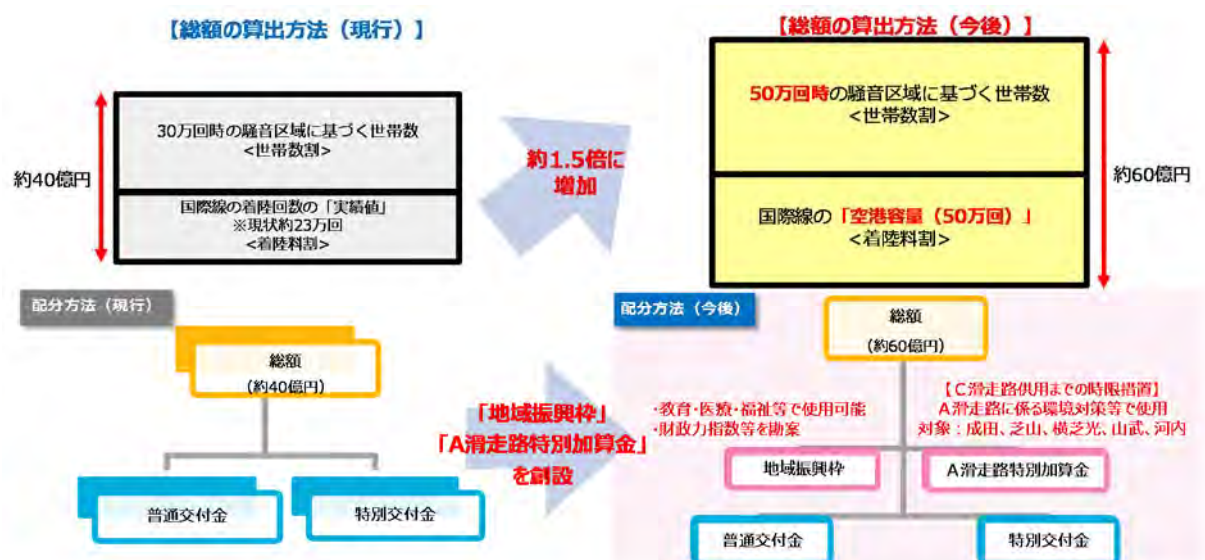 【総額の算出方法（現行）】
約40億円
30万回時の騒音区域に基づく世帯数
<世帯数割>
国際線の着陸回数の「実績値」
※現状約23万回
<着陸料割>
約1.5倍に
増加
【総額の算出方法（今後）】
50万回時の騒音区域に基づく世帯数
<世帯数割>
国際線の「空港容量（50万回）」
<着陸料割>
約60億円
配分方法（現行）
総額
（約40億円）
普通交付金
特別交付金
「地域振興枠」
「A滑走路特別加算金」
を創設
配分方法（今後）
総額
（約60億円）
・教育・医療・福祉等で使用可能
・財政力指数等を勘案
【C滑走路供用までの時限措置】
A滑走路に係る環境対策等で使用
対象：成田、芝山、横芝光、山武、河内
地域振興枠
A滑走路特別加算金
普通交付金
特別交付金